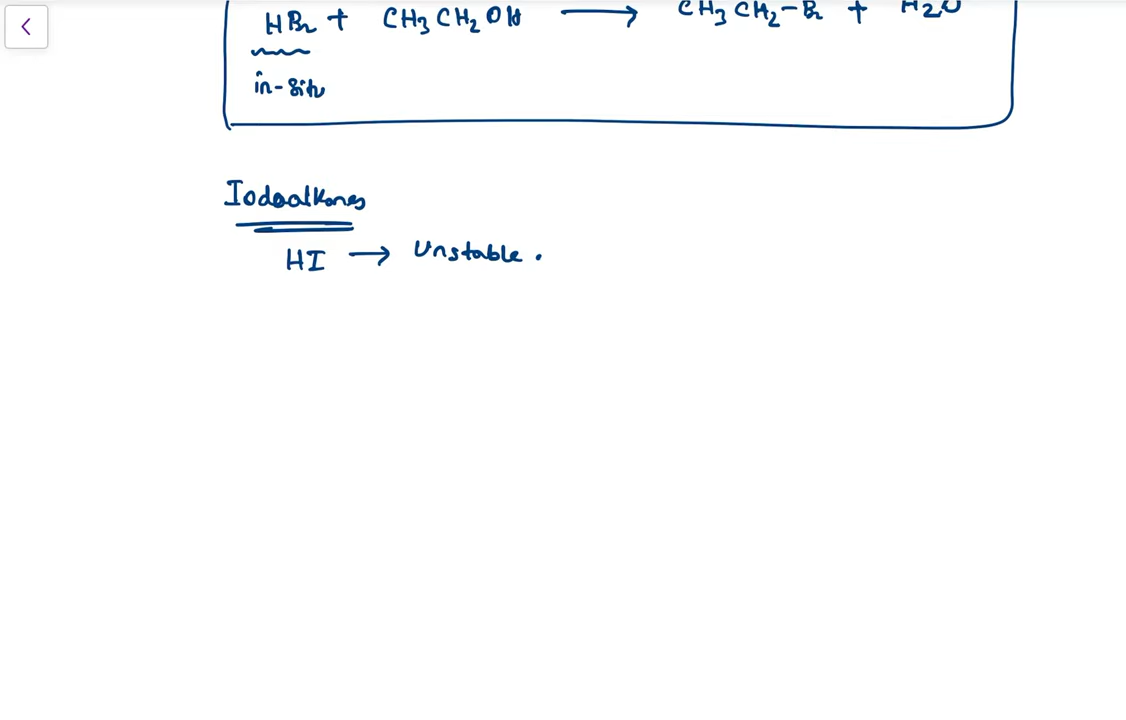 HBr + CH3CH2OH ⟶ CH3CH2-Br + H2O
in-situ
Iodoalkanes
HI → Unstable.